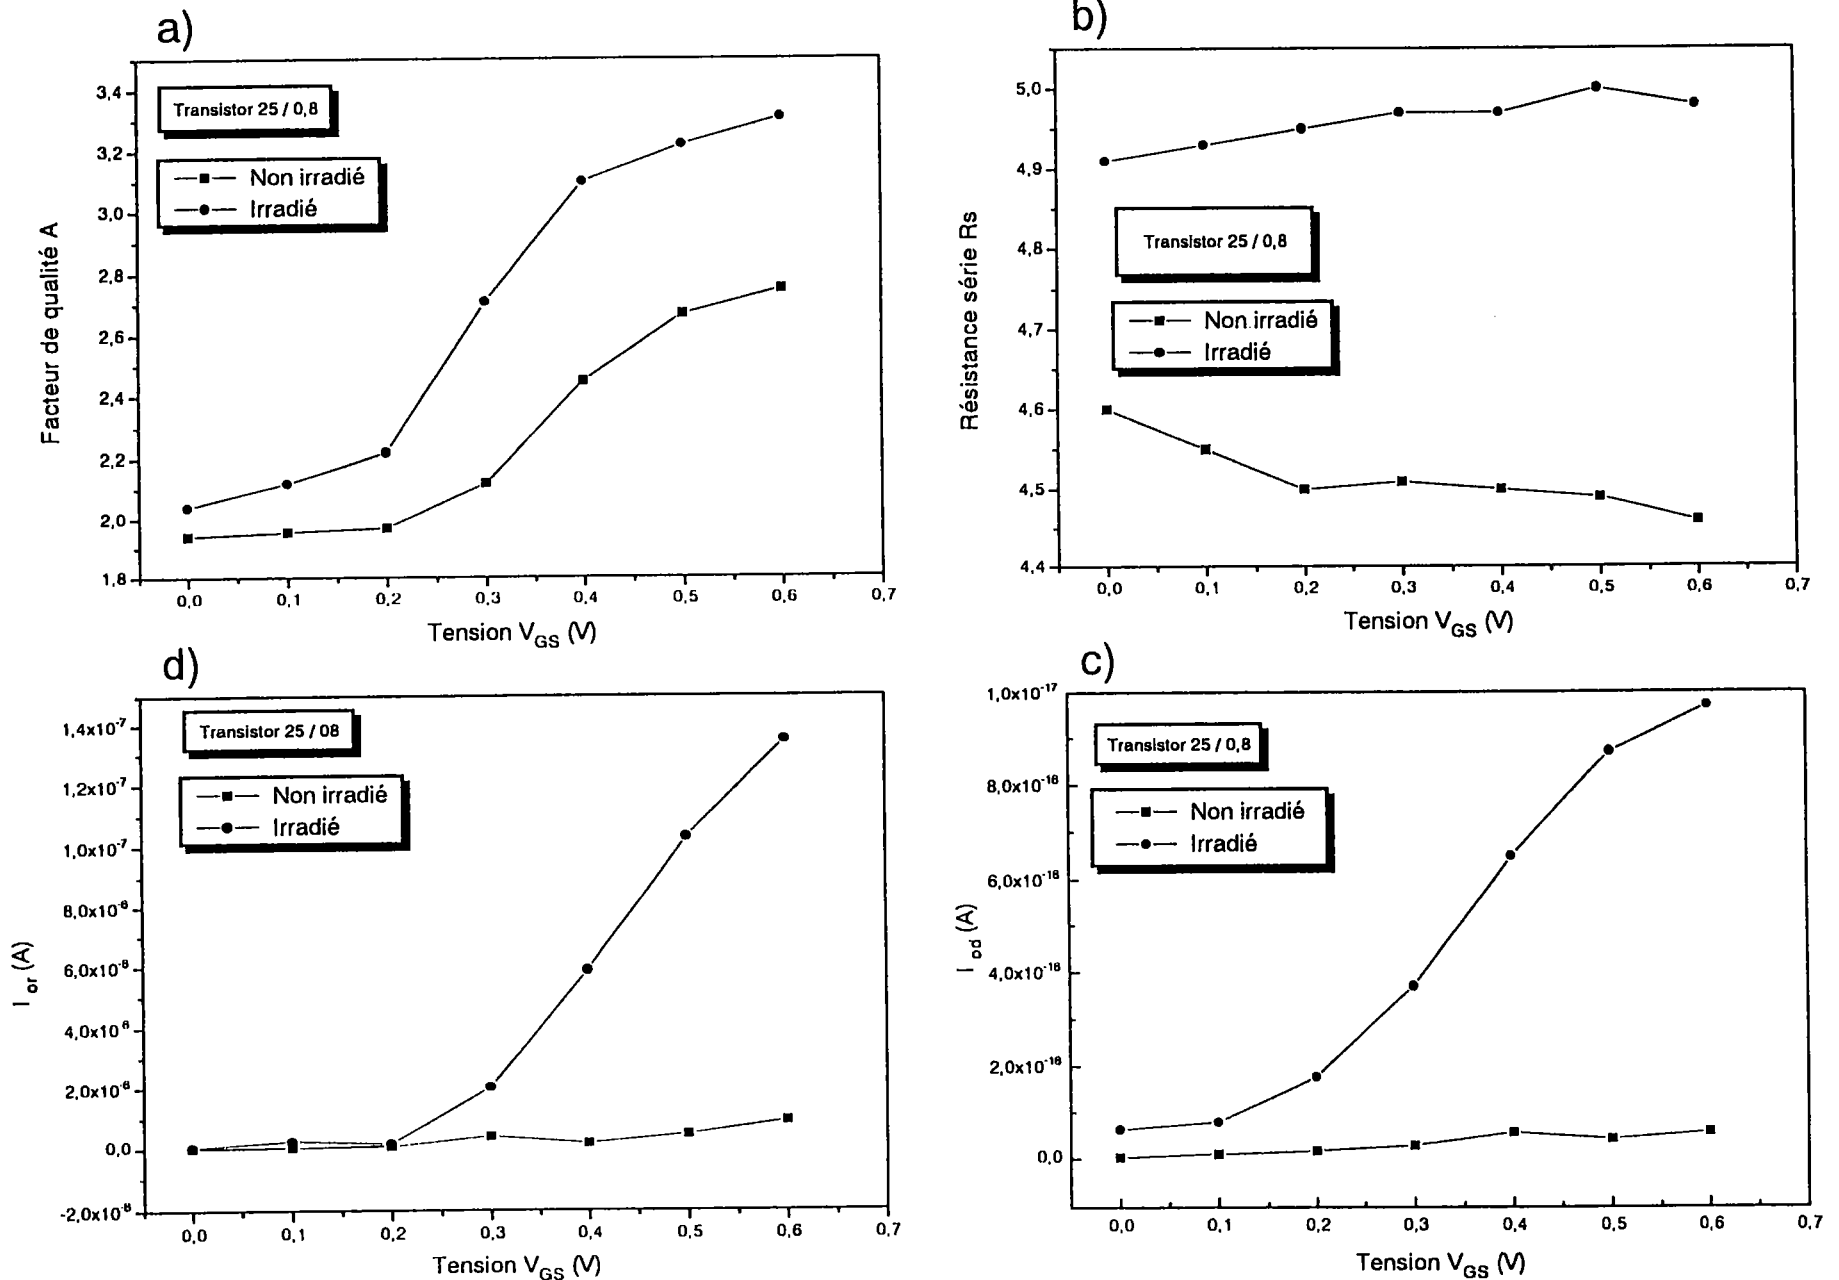 a)
3,4
3,2
3,0
2,8
2,6
2,4
2,2
2,0
1,8
Facteur de qualité A
Transistor 25 / 0,8
Non irradié
Irradié
0,0 0,1 0,2 0,3 0,4 0,5 0,6 0,7
Tension V_GS (V)
b)
5,0
4,9
4,8
4,7
4,6
4,5
4,4
Résistance série Rs
Transistor 25 / 0,8
Non irradié
Irradié
0,0 0,1 0,2 0,3 0,4 0,5 0,6 0,7
Tension V_GS (V)
d)
1,4x10⁻⁷
1,2x10⁻⁷
1,0x10⁻⁷
8,0x10⁻⁸
6,0x10⁻⁸
4,0x10⁻⁸
2,0x10⁻⁸
0,0
-2,0x10⁻⁸
I_or (A)
Transistor 25 / 08
Non irradié
Irradié
0,0 0,1 0,2 0,3 0,4 0,5 0,6 0,7
Tension V_GS (V)
c)
1,0x10⁻¹⁷
8,0x10⁻¹⁸
6,0x10⁻¹⁸
4,0x10⁻¹⁸
2,0x10⁻¹⁸
0,0
I_od (A)
Transistor 25 / 0,8
Non irradié
Irradié
0,0 0,1 0,2 0,3 0,4 0,5 0,6 0,7
Tension V_GS (V)